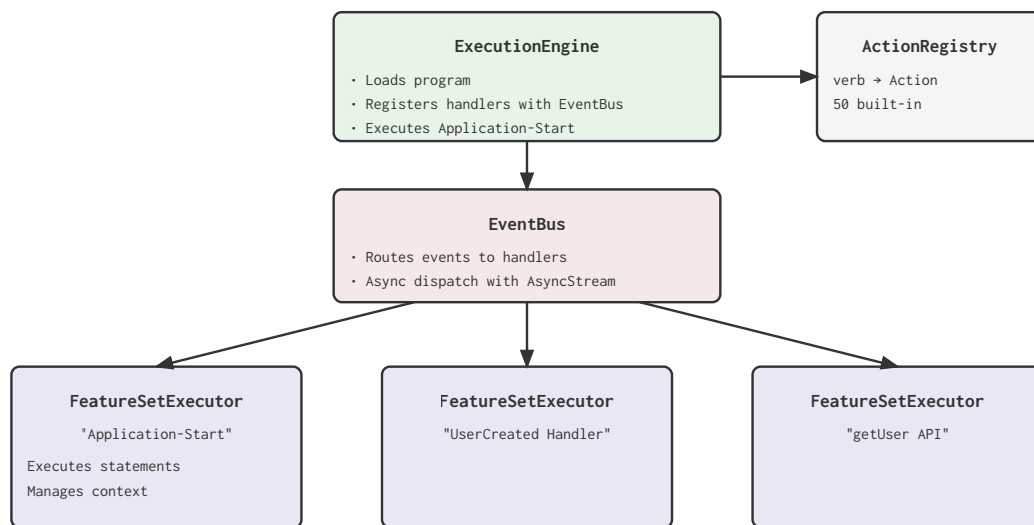 ExecutionEngine
· Loads program
· Registers handlers with EventBus
· Executes Application-Start
ActionRegistry
verb → Action
50 built-in
EventBus
· Routes events to handlers
· Async dispatch with AsyncStream
FeatureSetExecutor
"Application-Start"
Executes statements
Manages context
FeatureSetExecutor
"UserCreated Handler"
FeatureSetExecutor
"getUser API"